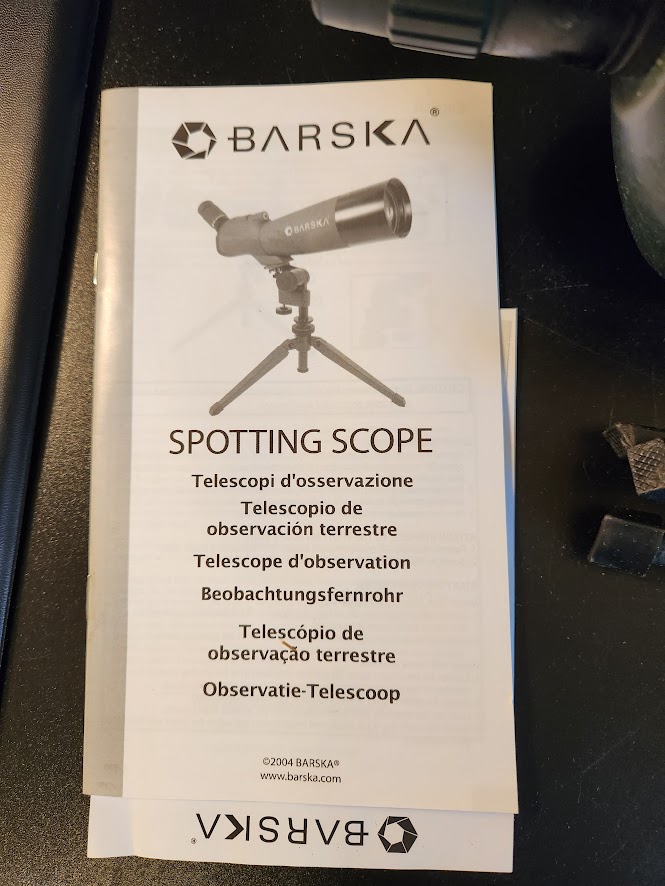 BARSKA®
BARSKA
SPOTTING SCOPE
Telescopi d'osservazione
Telescopio de
observación terrestre
Telescope d'observation
Beobachtungsfernrohr
Telescópio de
observação terrestre
Observatie-Telescoop
©2004 BARSKA®
www.barska.com
BARSKA®